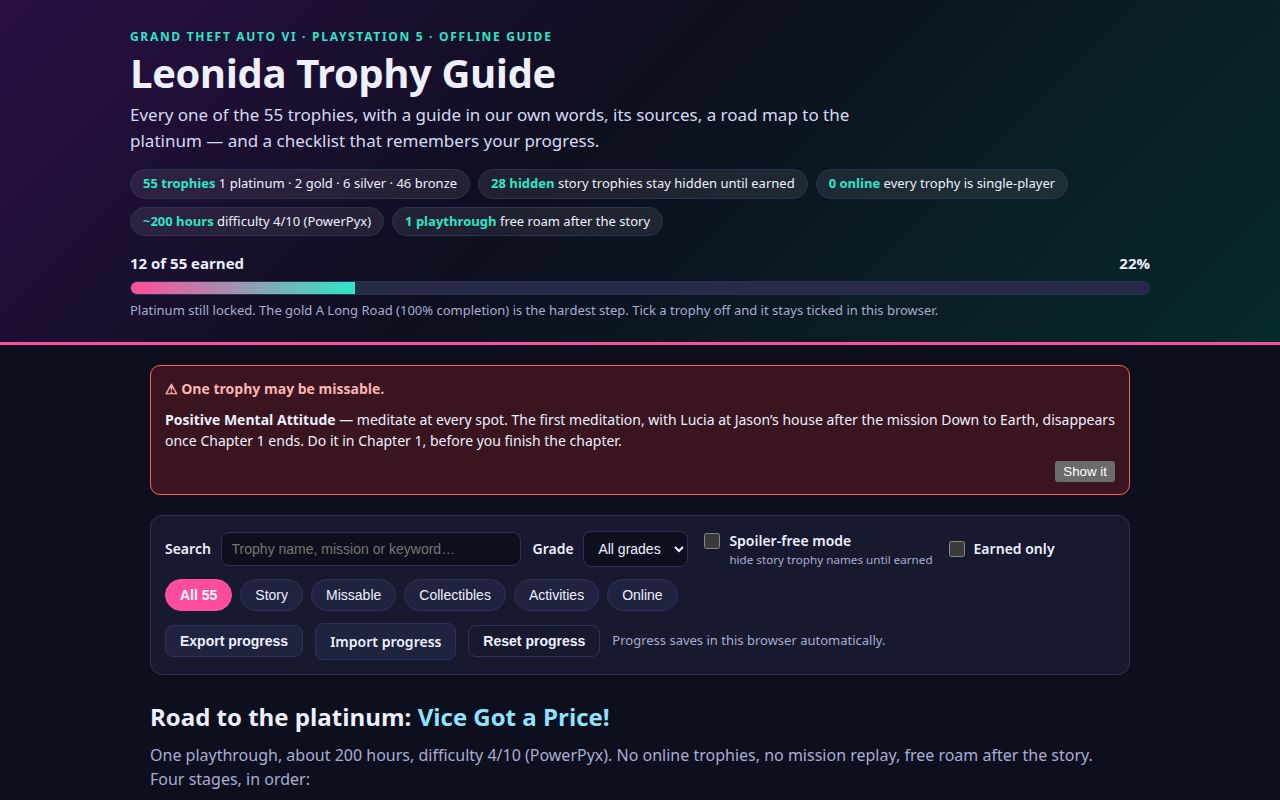 GRAND THEFT AUTO VI · PLAYSTATION 5 · OFFLINE GUIDE
Leonida Trophy Guide
Every one of the 55 trophies, with a guide in our own words, its sources, a road map to the
platinum — and a checklist that remembers your progress.
55 trophies 1 platinum · 2 gold · 6 silver · 46 bronze
28 hidden story trophies stay hidden until earned
0 online every trophy is single-player
~200 hours difficulty 4/10 (PowerPyx)
1 playthrough free roam after the story
12 of 55 earned
22%
Platinum still locked. The gold A Long Road (100% completion) is the hardest step. Tick a trophy off and it stays ticked in this browser.
⚠ One trophy may be missable.
Positive Mental Attitude — meditate at every spot. The first meditation, with Lucia at Jason's house after the mission Down to Earth, disappears
once Chapter 1 ends. Do it in Chapter 1, before you finish the chapter.
Show it
Search
Trophy name, mission or keyword…
Grade
All grades
Spoiler-free mode
hide story trophy names until earned
Earned only
All 55
Story
Missable
Collectibles
Activities
Online
Export progress
Import progress
Reset progress
Progress saves in this browser automatically.
Road to the platinum: Vice Got a Price!
One playthrough, about 200 hours, difficulty 4/10 (PowerPyx). No online trophies, no mission replay, free roam after the story.
Four stages, in order: